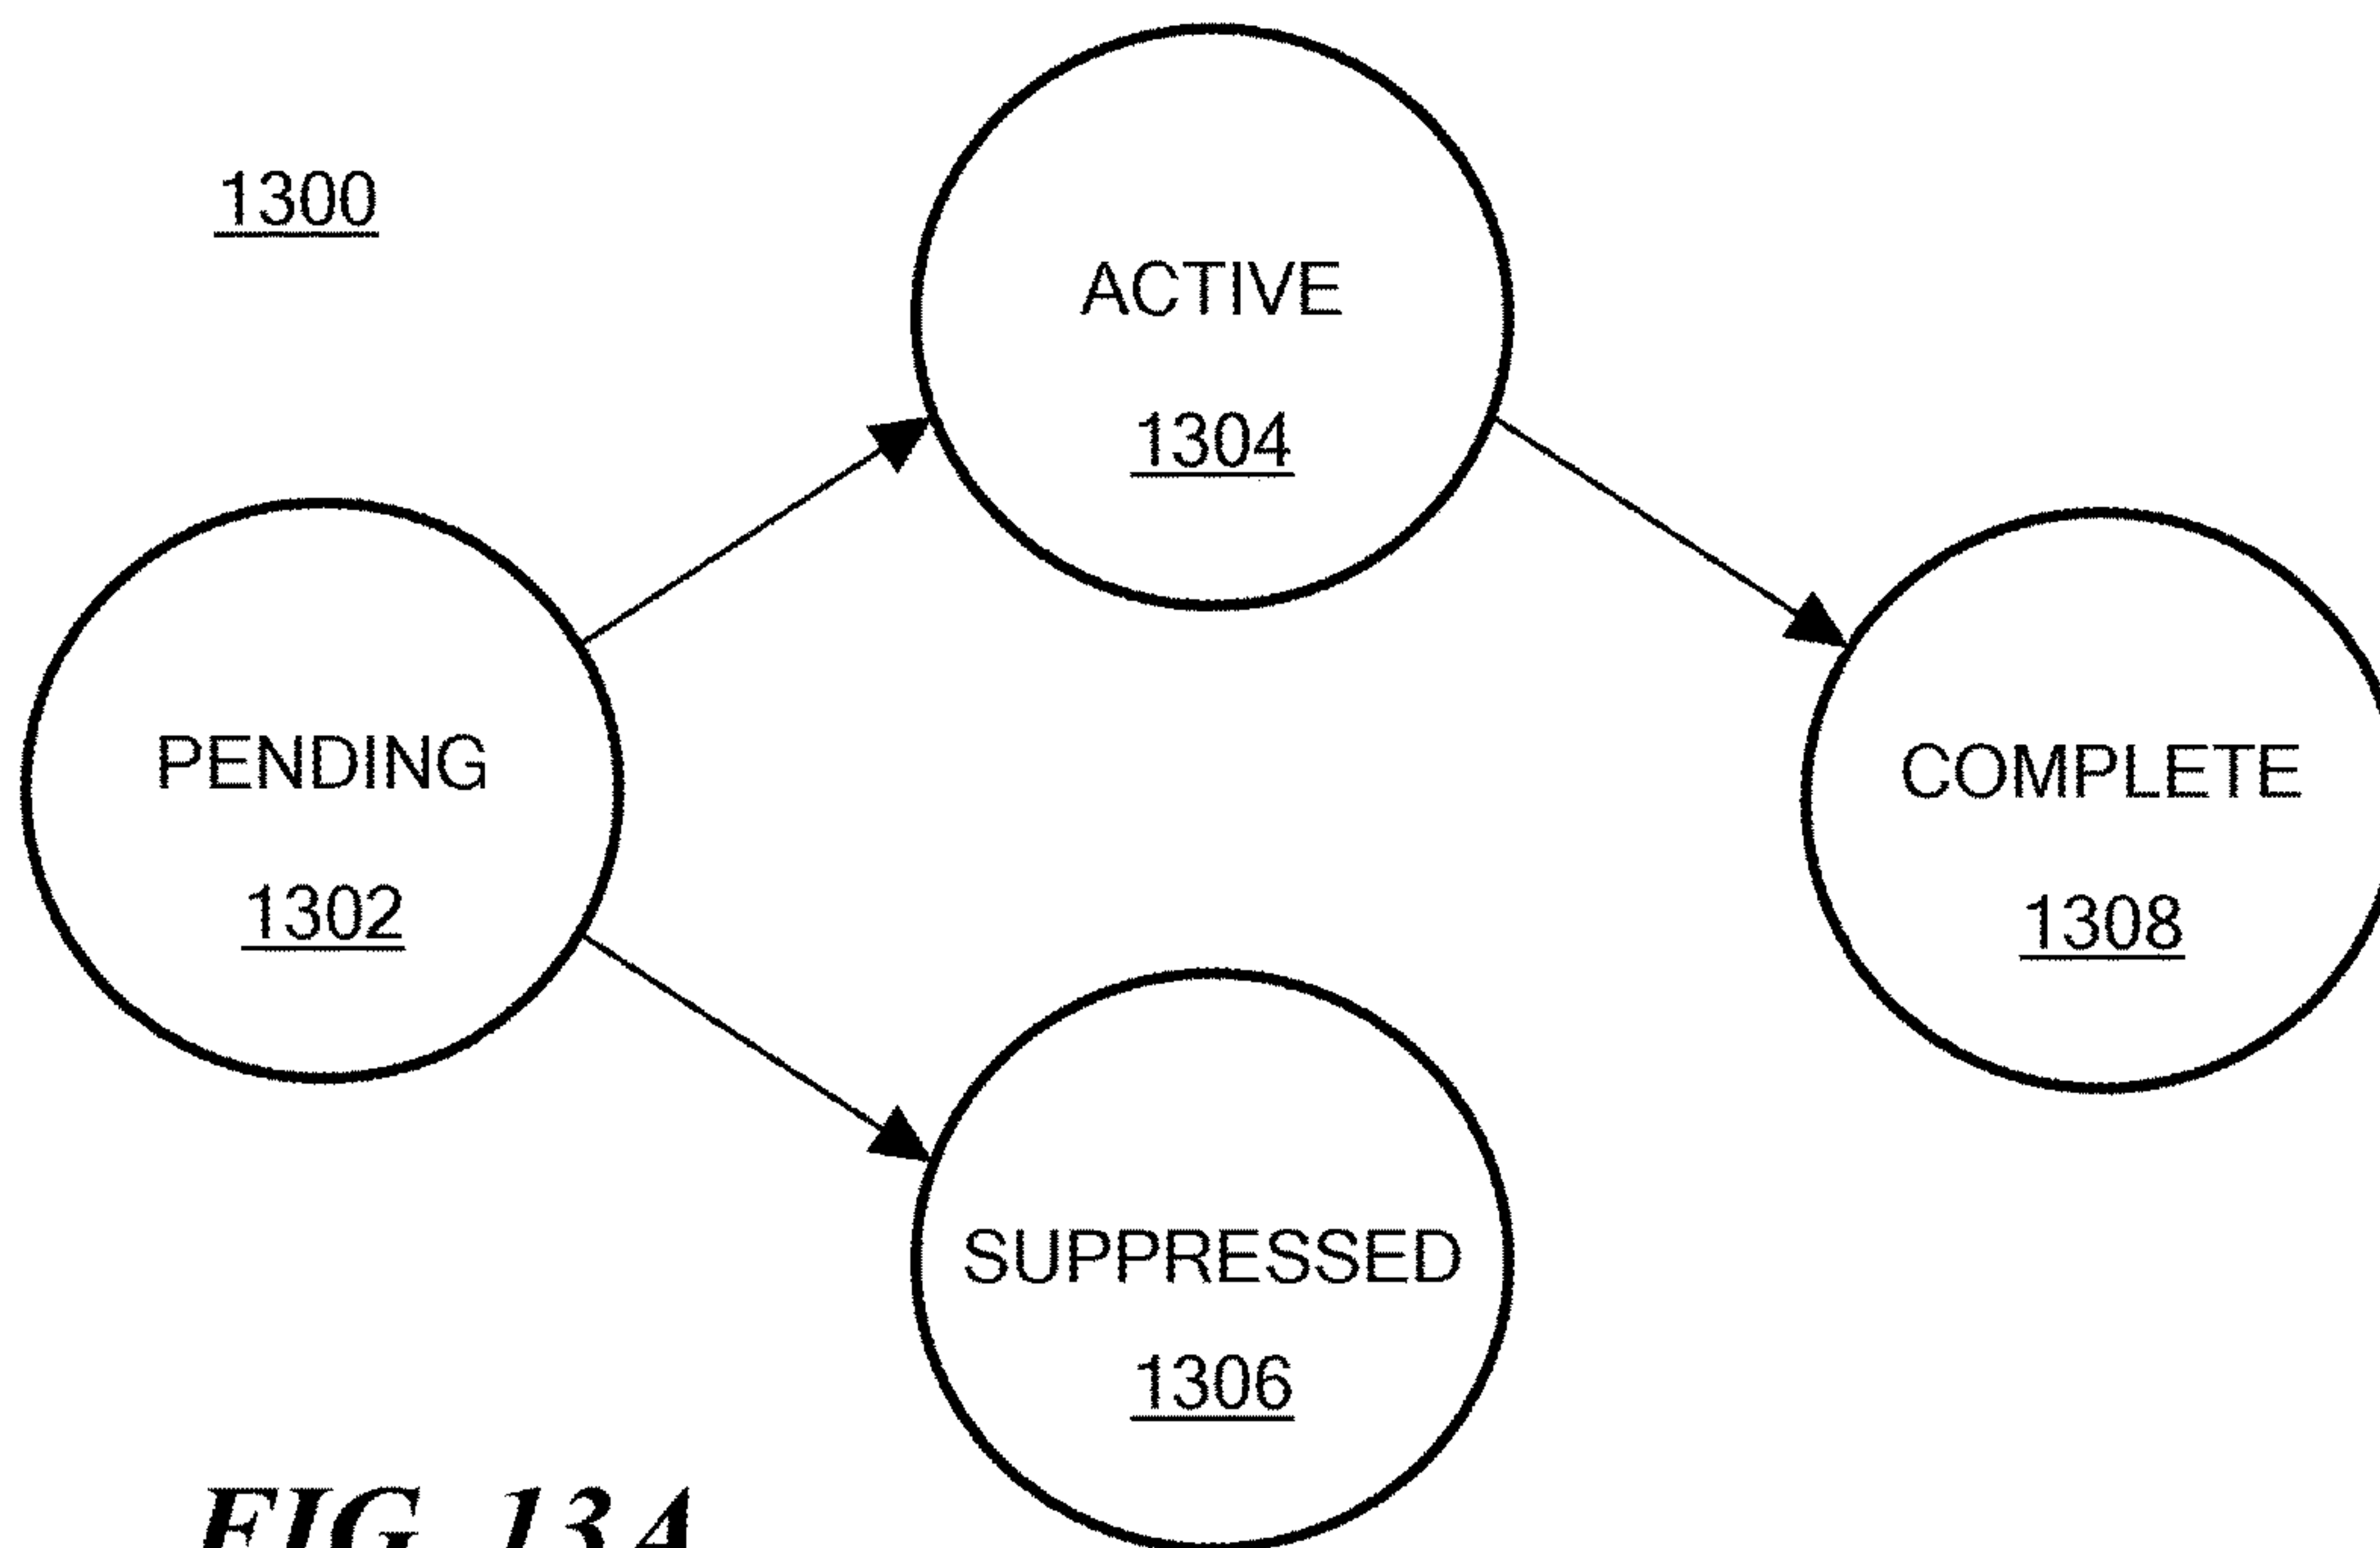 1300
ACTIVE
1304
PENDING
1302
COMPLETE
1308
SUPPRESSED
1306
FIG. 13A